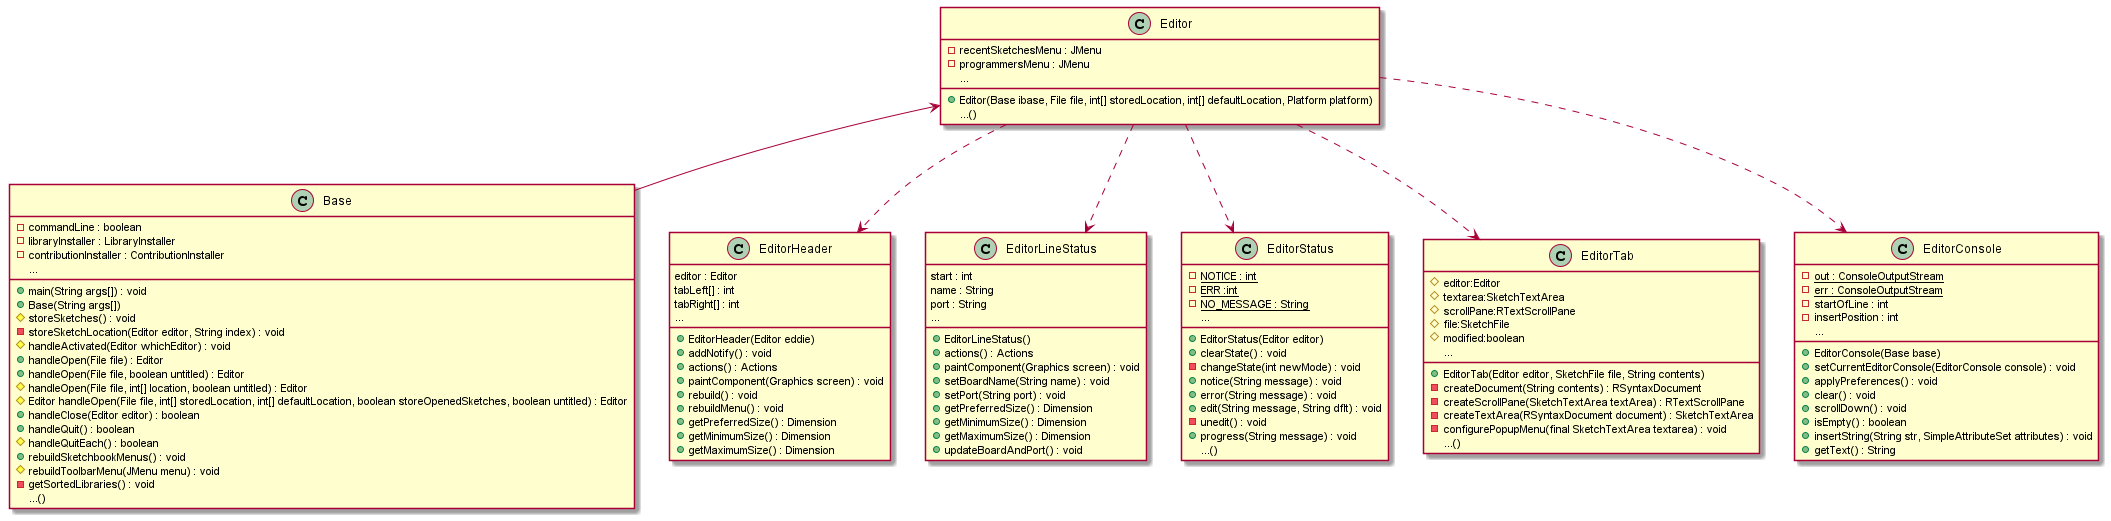 C Editor
recentSketchesMenu : JMenu
programmersMenu : JMenu
...
Editor(Base ibase, File file, int[] storedLocation, int[] defaultLocation, Platform platform)
...()
C Base
commandLine : boolean
libraryInstaller : LibraryInstaller
contributionInstaller : ContributionInstaller
...
main(String args[]) : void
Base(String args[])
storeSketches() : void
storeSketchLocation(Editor editor, String index) : void
handleActivated(Editor whichEditor) : void
handleOpen(File file) : Editor
handleOpen(File file, boolean untitled) : Editor
handleOpen(File file, int[] location, boolean untitled) : Editor
Editor handleOpen(File file, int[] storedLocation, int[] defaultLocation, boolean storeOpenedSketches, boolean untitled) : Editor
handleClose(Editor editor) : boolean
handleQuit() : boolean
handleQuitEach() : boolean
rebuildSketchbookMenus() : void
rebuildToolbarMenu(JMenu menu) : void
getSortedLibraries() : void
...()
C EditorHeader
editor : Editor
tabLeft[] : int
tabRight[] : int
...
EditorHeader(Editor eddie)
addNotify() : void
actions() : Actions
paintComponent(Graphics screen) : void
rebuild() : void
rebuildMenu() : void
getPreferredSize() : Dimension
getMinimumSize() : Dimension
getMaximumSize() : Dimension
C EditorLineStatus
start : int
name : String
port : String
...
EditorLineStatus()
actions() : Actions
paintComponent(Graphics screen) : void
setBoardName(String name) : void
setPort(String port) : void
getPreferredSize() : Dimension
getMinimumSize() : Dimension
getMaximumSize() : Dimension
updateBoardAndPort() : void
C EditorStatus
NOTICE : int
ERR :int
NO_MESSAGE : String
...
EditorStatus(Editor editor)
clearState() : void
changeState(int newMode) : void
notice(String message) : void
error(String message) : void
edit(String message, String dflt) : void
unedit() : void
progress(String message) : void
...()
C EditorTab
editor:Editor
textarea:SketchTextArea
scrollPane:RTextScrollPane
file:SketchFile
modified:boolean
...
EditorTab(Editor editor, SketchFile file, String contents)
createDocument(String contents) : RSyntaxDocument
createScrollPane(SketchTextArea textArea) : RTextScrollPane
createTextArea(RSyntaxDocument document) : SketchTextArea
configurePopupMenu(final SketchTextArea textarea) : void
...()
C EditorConsole
out : ConsoleOutputStream
err : ConsoleOutputStream
startOfLine : int
insertPosition : int
...
EditorConsole(Base base)
setCurrentEditorConsole(EditorConsole console) : void
applyPreferences() : void
clear() : void
scrollDown() : void
isEmpty() : boolean
insertString(String str, SimpleAttributeSet attributes) : void
getText() : String